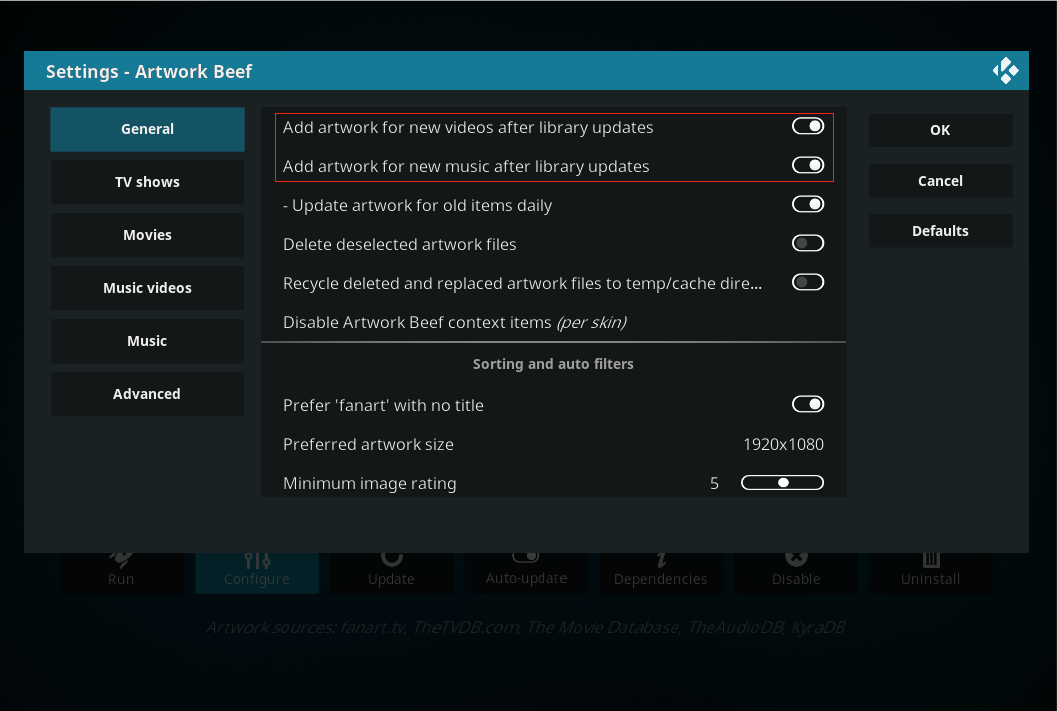 Settings - Artwork Beef
General
TV shows
Movies
Music videos
Music
Advanced
Add artwork for new videos after library updates
Add artwork for new music after library updates
- Update artwork for old items daily
Delete deselected artwork files
Recycle deleted and replaced artwork files to temp/cache dire...
Disable Artwork Beef context items (per skin)
Sorting and auto filters
Prefer 'fanart' with no title
Preferred artwork size 1920x1080
Minimum image rating 5
OK
Cancel
Defaults
Run
Configure
Update
Auto-update
Dependencies
Disable
Uninstall
Artwork sources: fanart.tv, TheTVDB.com, The Movie Database, TheAudioDB, KyraDB